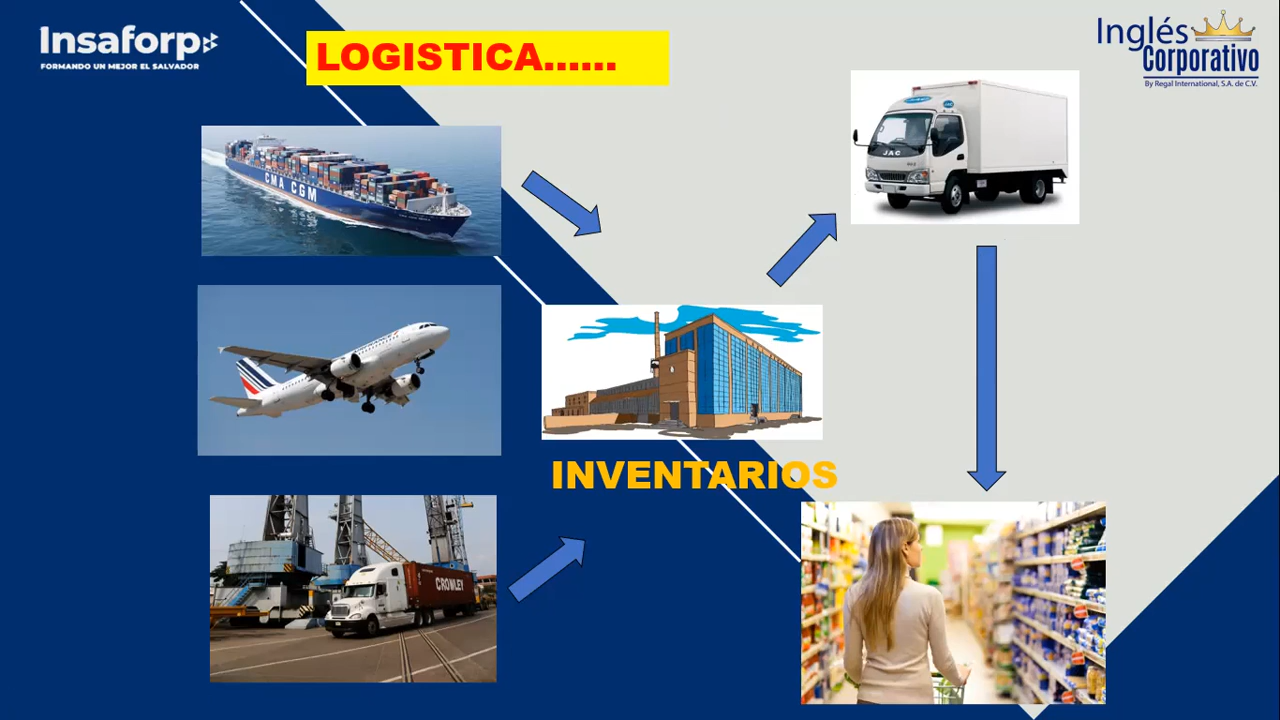 Insaforp
FORMANDO UN MEJOR EL SALVADOR
LOGISTICA......
Inglés
Corporativo
By Regal International, S.A. de C.V.
CMA CGM
JAC
INVENTARIOS
CROWLEY